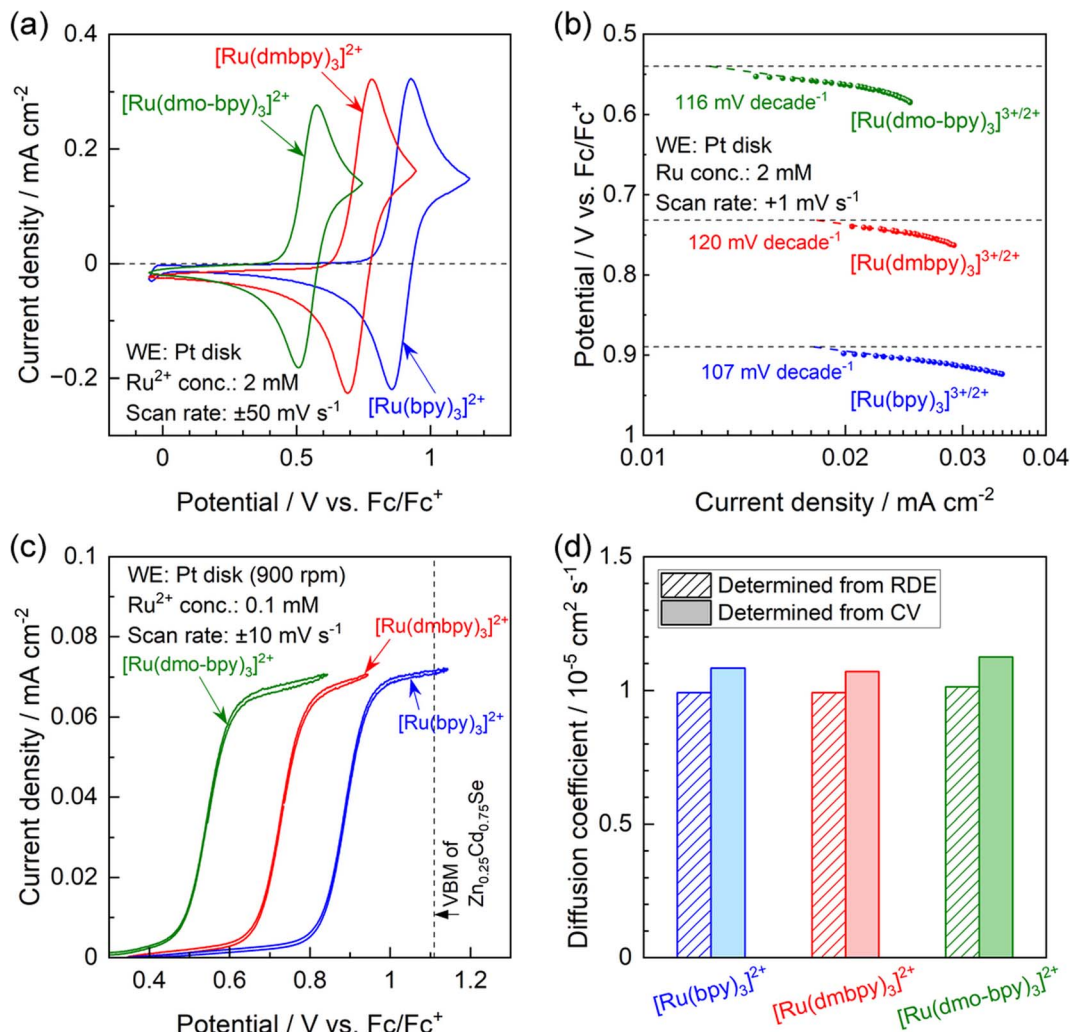 (a)
0.4
0.2
0
−0.2
Current density / mA cm⁻²
[Ru(dmbpy)₃]²⁺
[Ru(dmo-bpy)₃]²⁺
WE: Pt disk
Ru²⁺ conc.: 2 mM
Scan rate: ±50 mV s⁻¹
[Ru(bpy)₃]²⁺
0 0.5 1
Potential / V vs. Fc/Fc⁺
(b)
0.5
0.6
0.7
0.8
0.9
1
Potential / V vs. Fc/Fc⁺
116 mV decade⁻¹
[Ru(dmo-bpy)₃]³⁺/²⁺
WE: Pt disk
Ru conc.: 2 mM
Scan rate: +1 mV s⁻¹
120 mV decade⁻¹
[Ru(dmbpy)₃]³⁺/²⁺
107 mV decade⁻¹
[Ru(bpy)₃]³⁺/²⁺
0.01 0.02 0.03 0.04
Current density / mA cm⁻²
(c)
0.1
0.08
0.06
0.04
0.02
0
Current density / mA cm⁻²
WE: Pt disk (900 rpm)
Ru²⁺ conc.: 0.1 mM
Scan rate: ±10 mV s⁻¹
[Ru(dmbpy)₃]²⁺
[Ru(dmo-bpy)₃]²⁺
[Ru(bpy)₃]²⁺
VBM of
Zn₀.₂₅Cd₀.₇₅Se
0.4 0.6 0.8 1 1.2
Potential / V vs. Fc/Fc⁺
(d)
1.5
1
0.5
0
Diffusion coefficient / 10⁻⁵ cm² s⁻¹
Determined from RDE
Determined from CV
[Ru(bpy)₃]²⁺
[Ru(dmbpy)₃]²⁺
[Ru(dmo-bpy)₃]²⁺